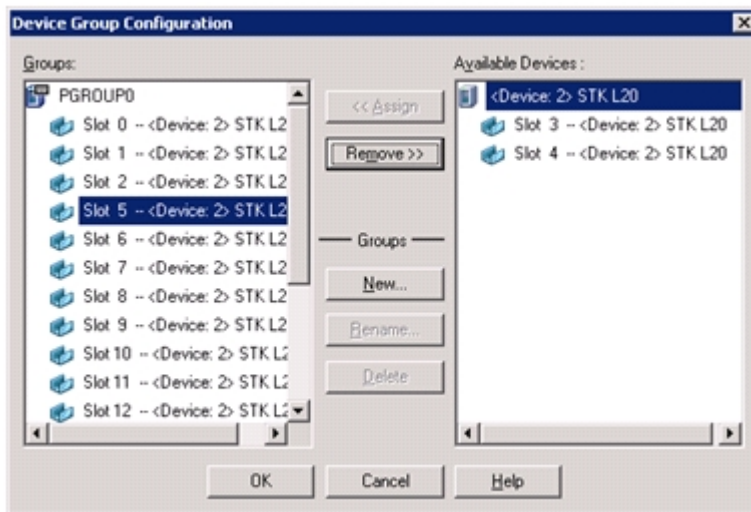 Device Group Configuration
Groups:
PGROUP0
Slot 0 -- <Device: 2> STK L2
Slot 1 -- <Device: 2> STK L2
Slot 2 -- <Device: 2> STK L2
Slot 5 -- <Device: 2> STK L2
Slot 6 -- <Device: 2> STK L2
Slot 7 -- <Device: 2> STK L2
Slot 8 -- <Device: 2> STK L2
Slot 9 -- <Device: 2> STK L2
Slot 10 -- <Device: 2> STK L2
Slot 11 -- <Device: 2> STK L2
Slot 12 -- <Device: 2> STK L2
<< Assign
Remove >>
Groups
New...
Rename...
Delete
Available Devices :
<Device: 2> STK L20
Slot 3 -- <Device: 2> STK L20
Slot 4 -- <Device: 2> STK L20
OK
Cancel
Help